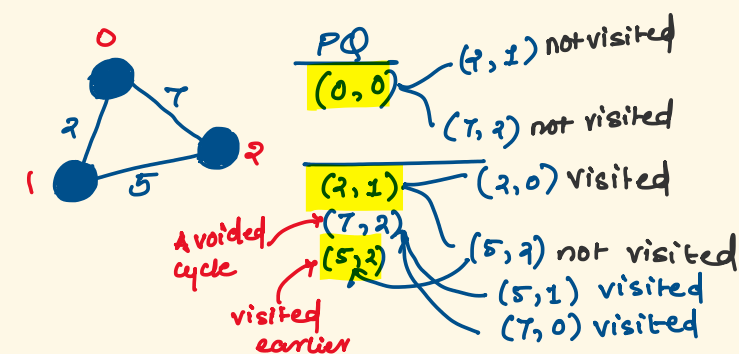 0
7
2
2
1
5
PQ
(0,0)
(2,1) not visited
(7,2) not visited
(2,1)
(2,0) visited
(7,2)
Avoided
cycle
(5,2)
(5,2) not visited
(5,1) visited
(7,0) visited
visited
earlier